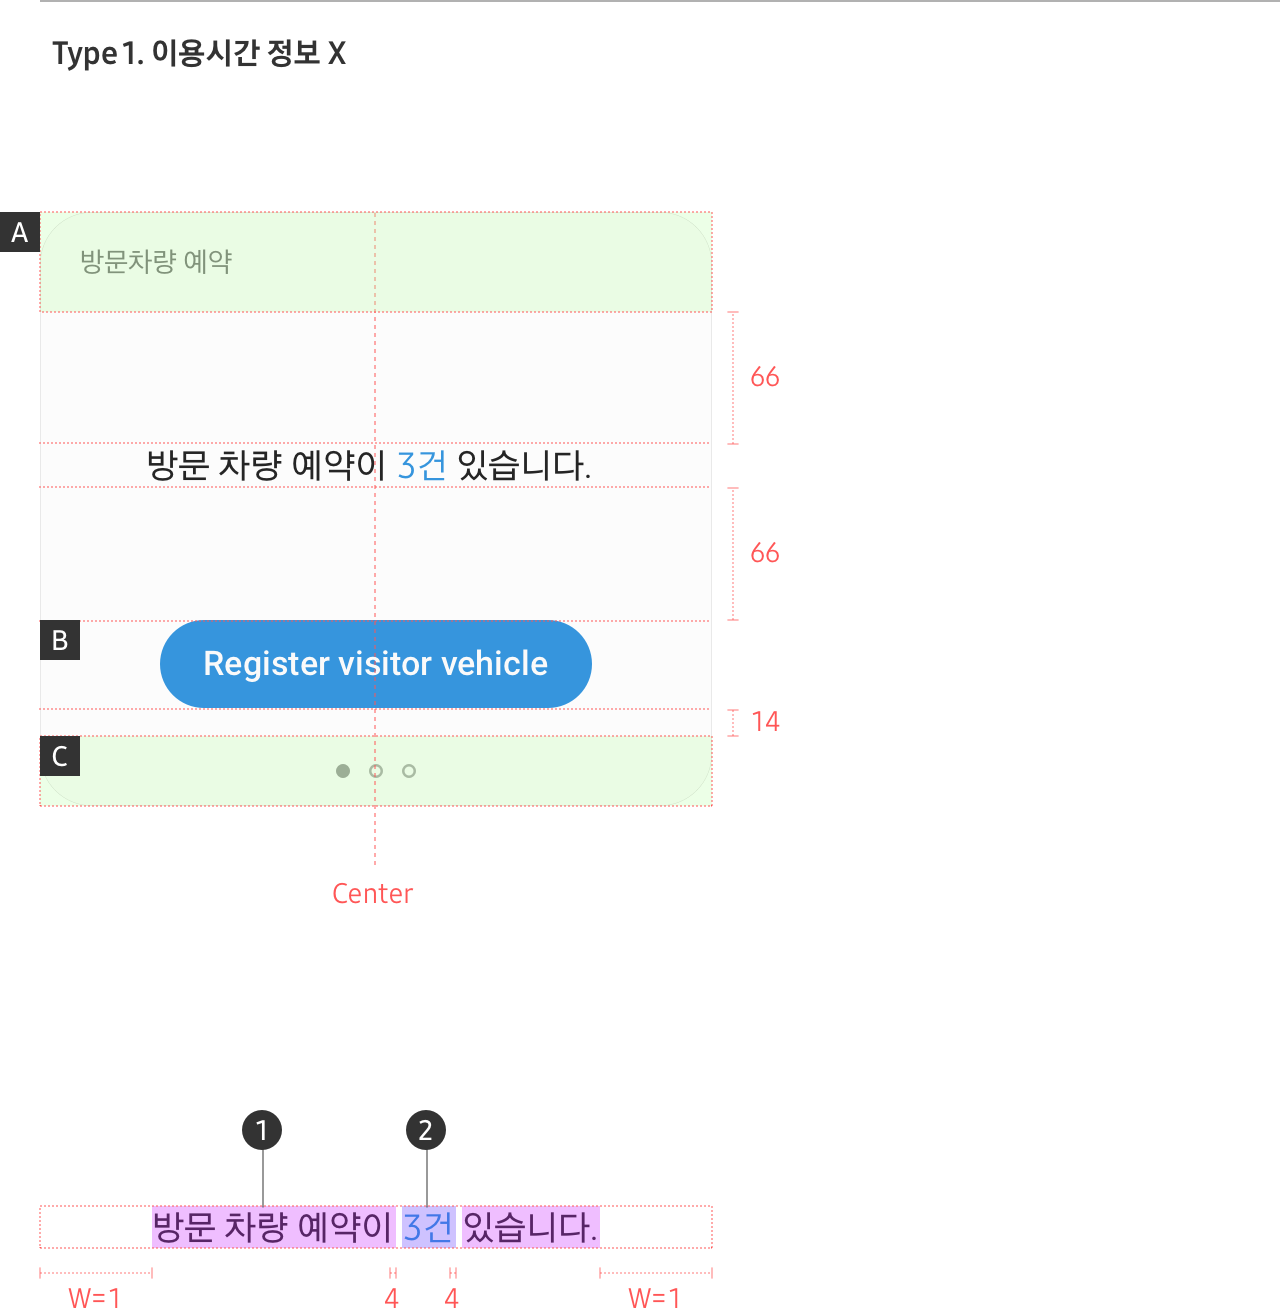 Type 1. 이용시간 정보 X
A
방문차량 예약
66
방문 차량 예약이 3건 있습니다.
66
B
Register visitor vehicle
14
C
Center
1 2
방문 차량 예약이 3건 있습니다.
W=1 4 4 W=1